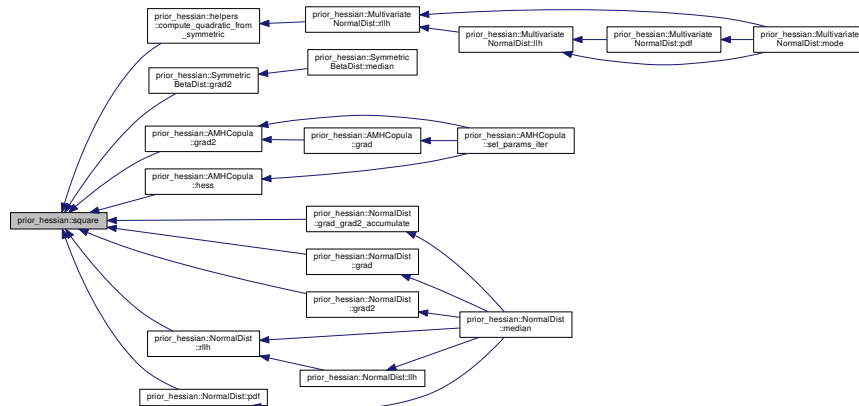 prior_hessian::helpers
::compute_quadratic_from
_symmetric
prior_hessian::Multivariate
NormalDist::rllh
prior_hessian::Multivariate
NormalDist::llh
prior_hessian::Multivariate
NormalDist::pdf
prior_hessian::Multivariate
NormalDist::mode
prior_hessian::Symmetric
BetaDist::grad2
prior_hessian::Symmetric
BetaDist::median
prior_hessian::AMHCopula
::grad2
prior_hessian::AMHCopula
::grad
prior_hessian::AMHCopula
::set_params_iter
prior_hessian::AMHCopula
::hess
prior_hessian::square
prior_hessian::NormalDist
::grad_grad2_accumulate
prior_hessian::NormalDist
::grad
prior_hessian::NormalDist
::grad2
prior_hessian::NormalDist
::median
prior_hessian::NormalDist
::rllh
prior_hessian::NormalDist::llh
prior_hessian::NormalDist::pdf